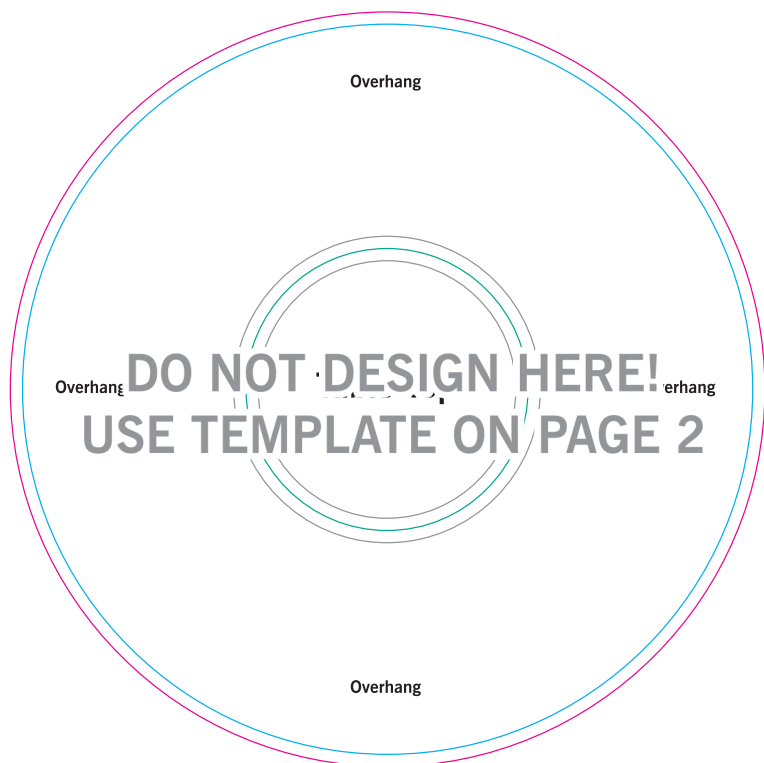 Overhang
Overhang
DO NOT DESIGN HERE!
USE TEMPLATE ON PAGE 2
Overhang